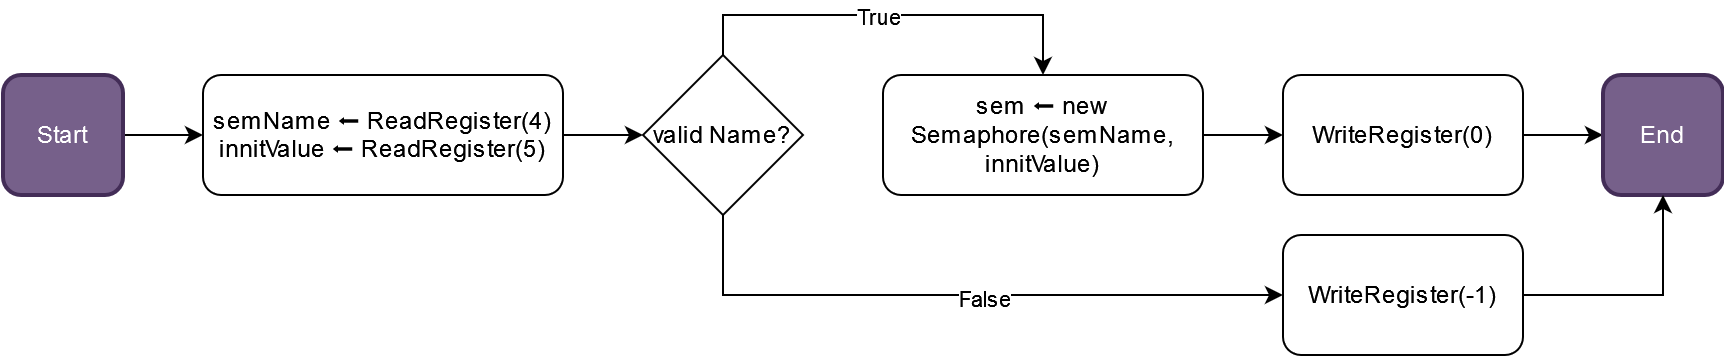 Start
semName ⬅ ReadRegister(4)
innitValue ⬅ ReadRegister(5)
valid Name?
True
sem ⬅ new
Semaphore(semName,
innitValue)
WriteRegister(0)
End
False
WriteRegister(-1)